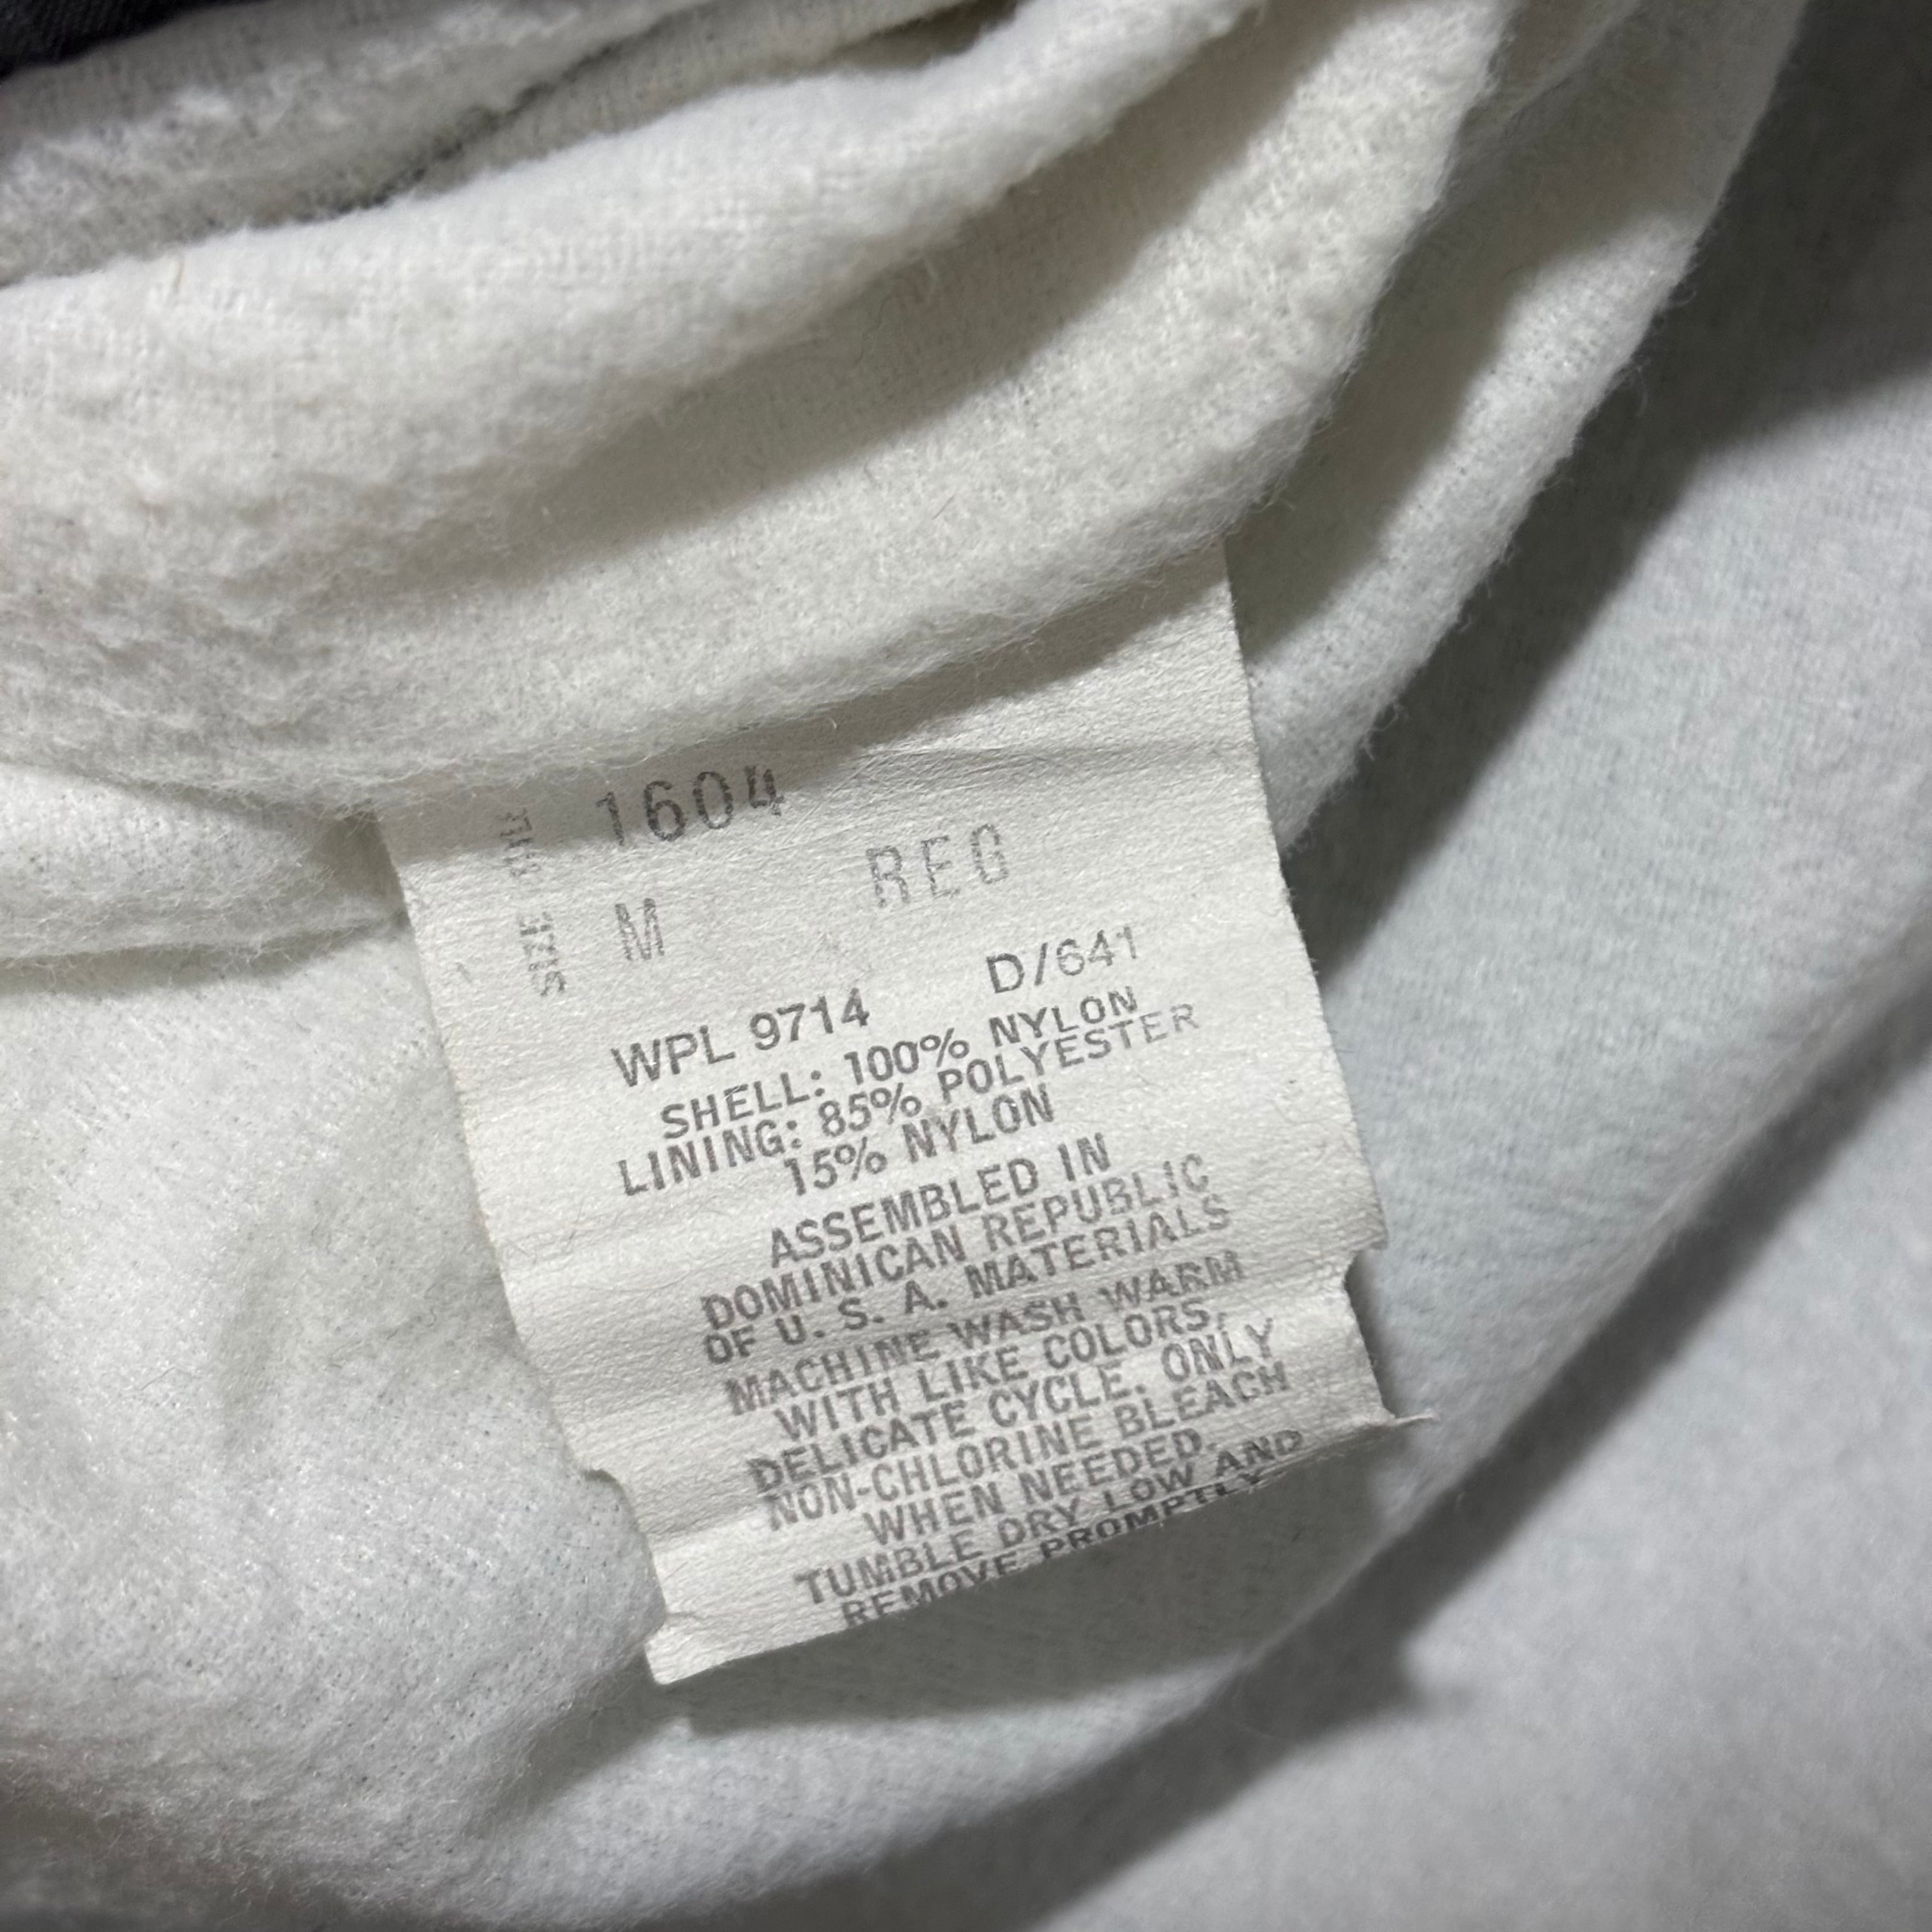 1604
SIZE M REG
WPL 9714 D/641
SHELL: 100% NYLON
LINING: 85% POLYESTER
15% NYLON
ASSEMBLED IN
DOMINICAN REPUBLIC
OF U. S. A. MATERIALS
MACHINE WASH WARM
WITH LIKE COLORS,
DELICATE CYCLE. ONLY
NON-CHLORINE BLEACH
WHEN NEEDED.
TUMBLE DRY LOW AND
REMOVE PROMPTLY